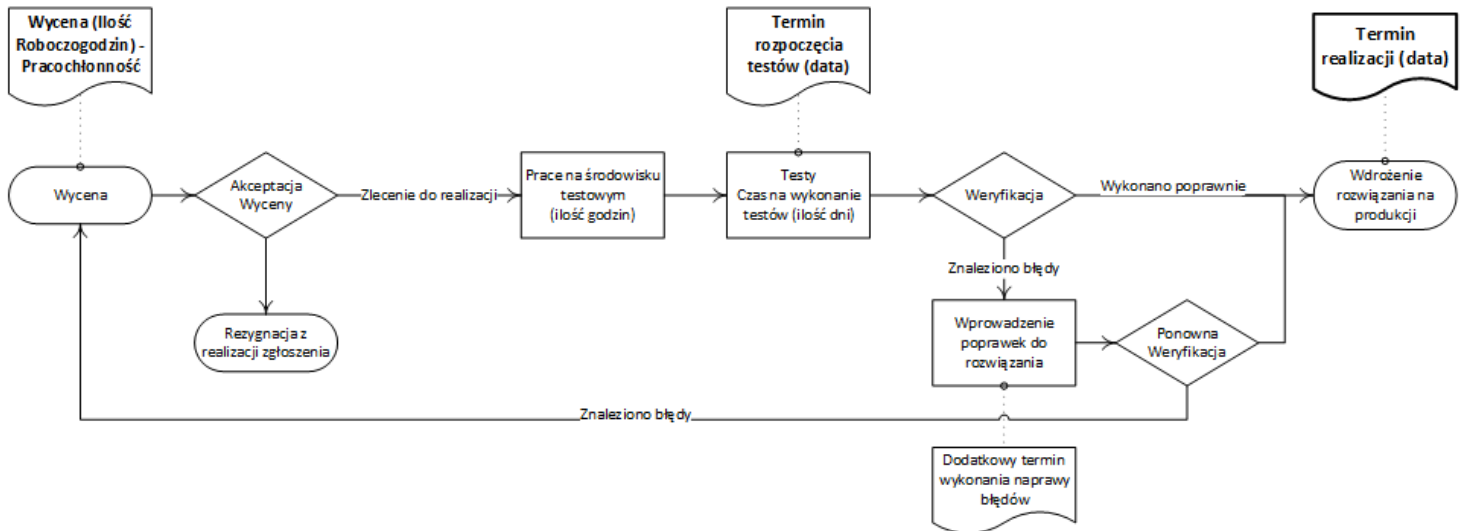 Wycena (Ilość
Roboczogodzin) -
Pracochłonność
Termin
rozpoczęcia
testów (data)
Termin
realizacji (data)
Wycena
Akceptacja
Wyceny
Zlecenie do realizacji
Prace na środowisku
testowym
(ilość godzin)
Testy
Czas na wykonanie
testów (ilość dni)
Weryfikacja
Wykonano poprawnie
Wdrożenie
rozwiązania na
produkcji
Znaleziono błędy
Rezygnacja z
realizacji zgłoszenia
Wprowadzenie
poprawek do
rozwiązania
Ponowna
Weryfikacja
Znaleziono błędy
Dodatkowy termin
wykonania naprawy
błędów